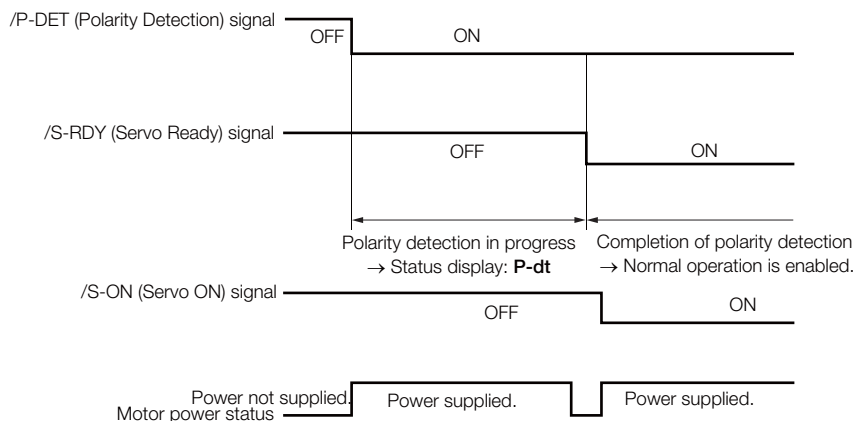 /P-DET (Polarity Detection) signal
OFF
ON
/S-RDY (Servo Ready) signal
OFF
ON
Polarity detection in progress
→ Status display: P-dt
Completion of polarity detection
→ Normal operation is enabled.
/S-ON (Servo ON) signal
OFF
ON
Power not supplied.
Power supplied.
Power supplied.
Motor power status